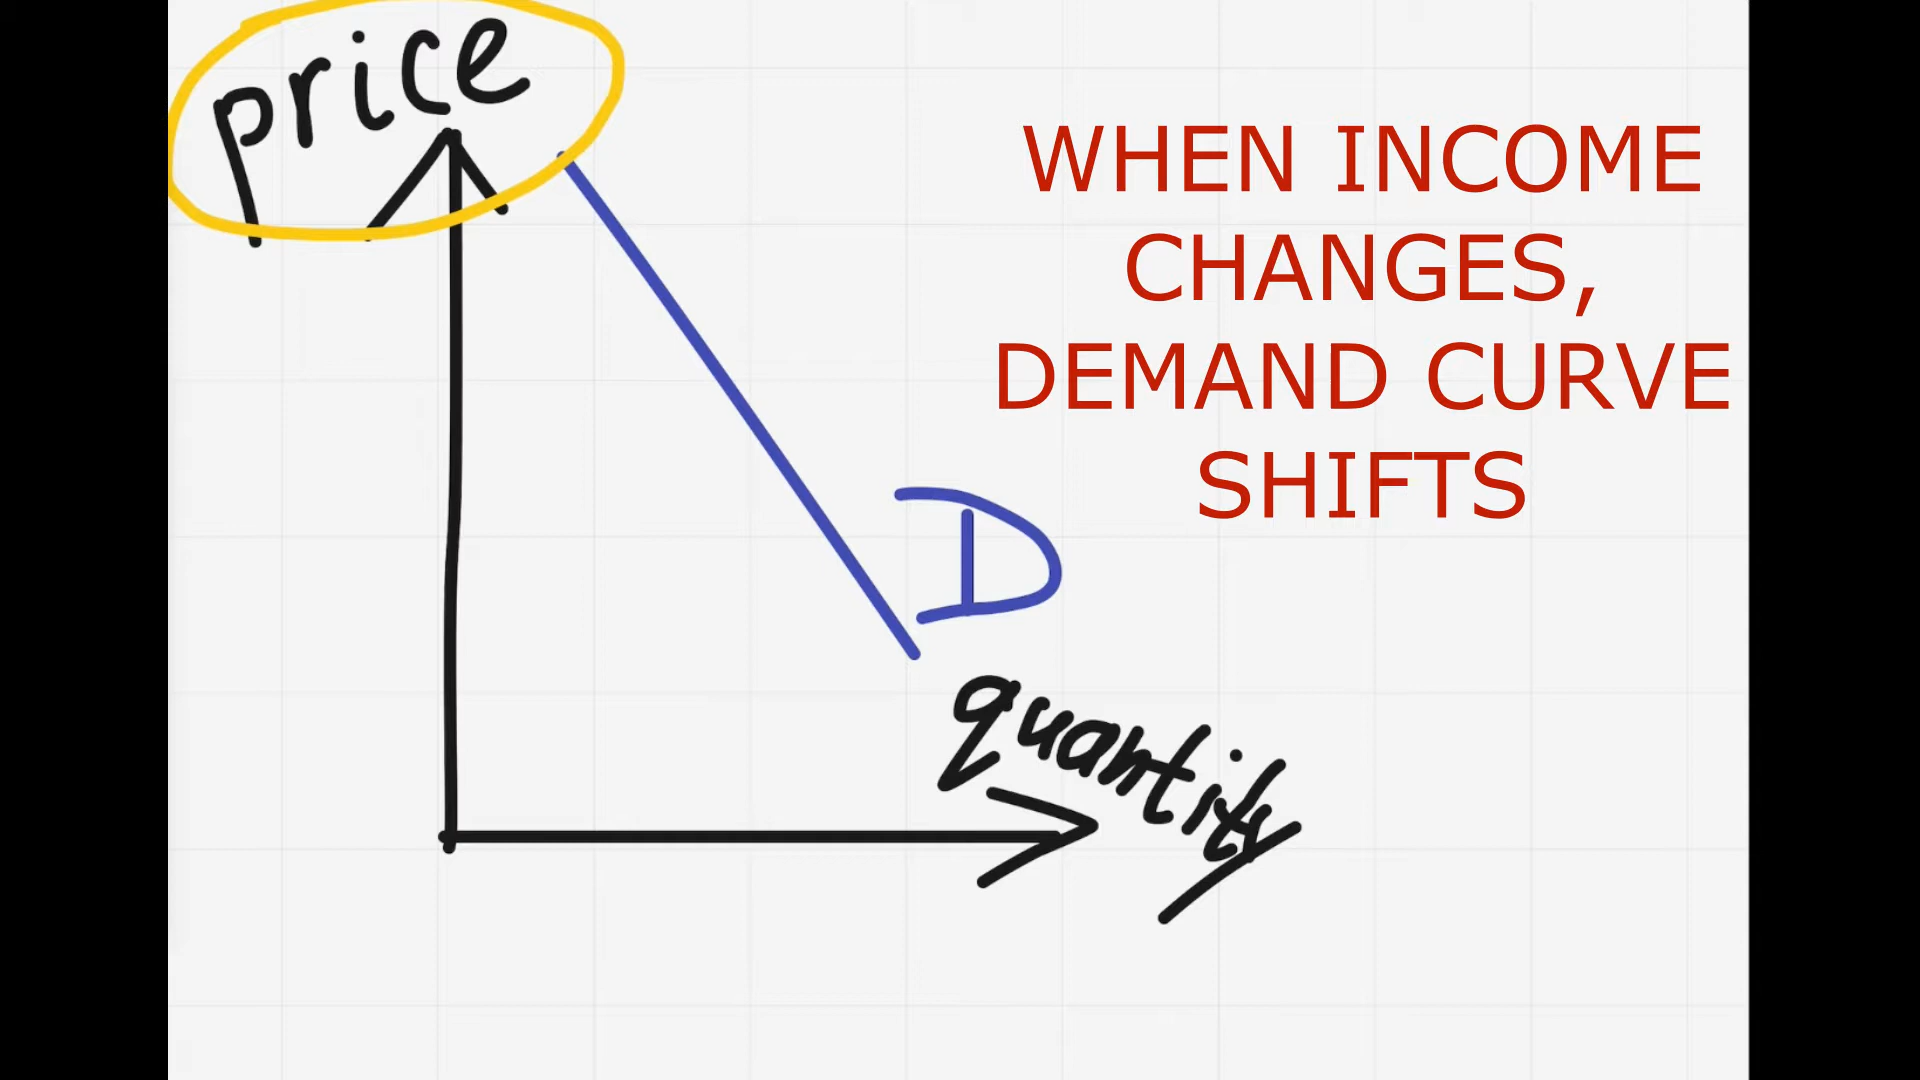 price
WHEN INCOME
CHANGES,
DEMAND CURVE
SHIFTS
D
quantity